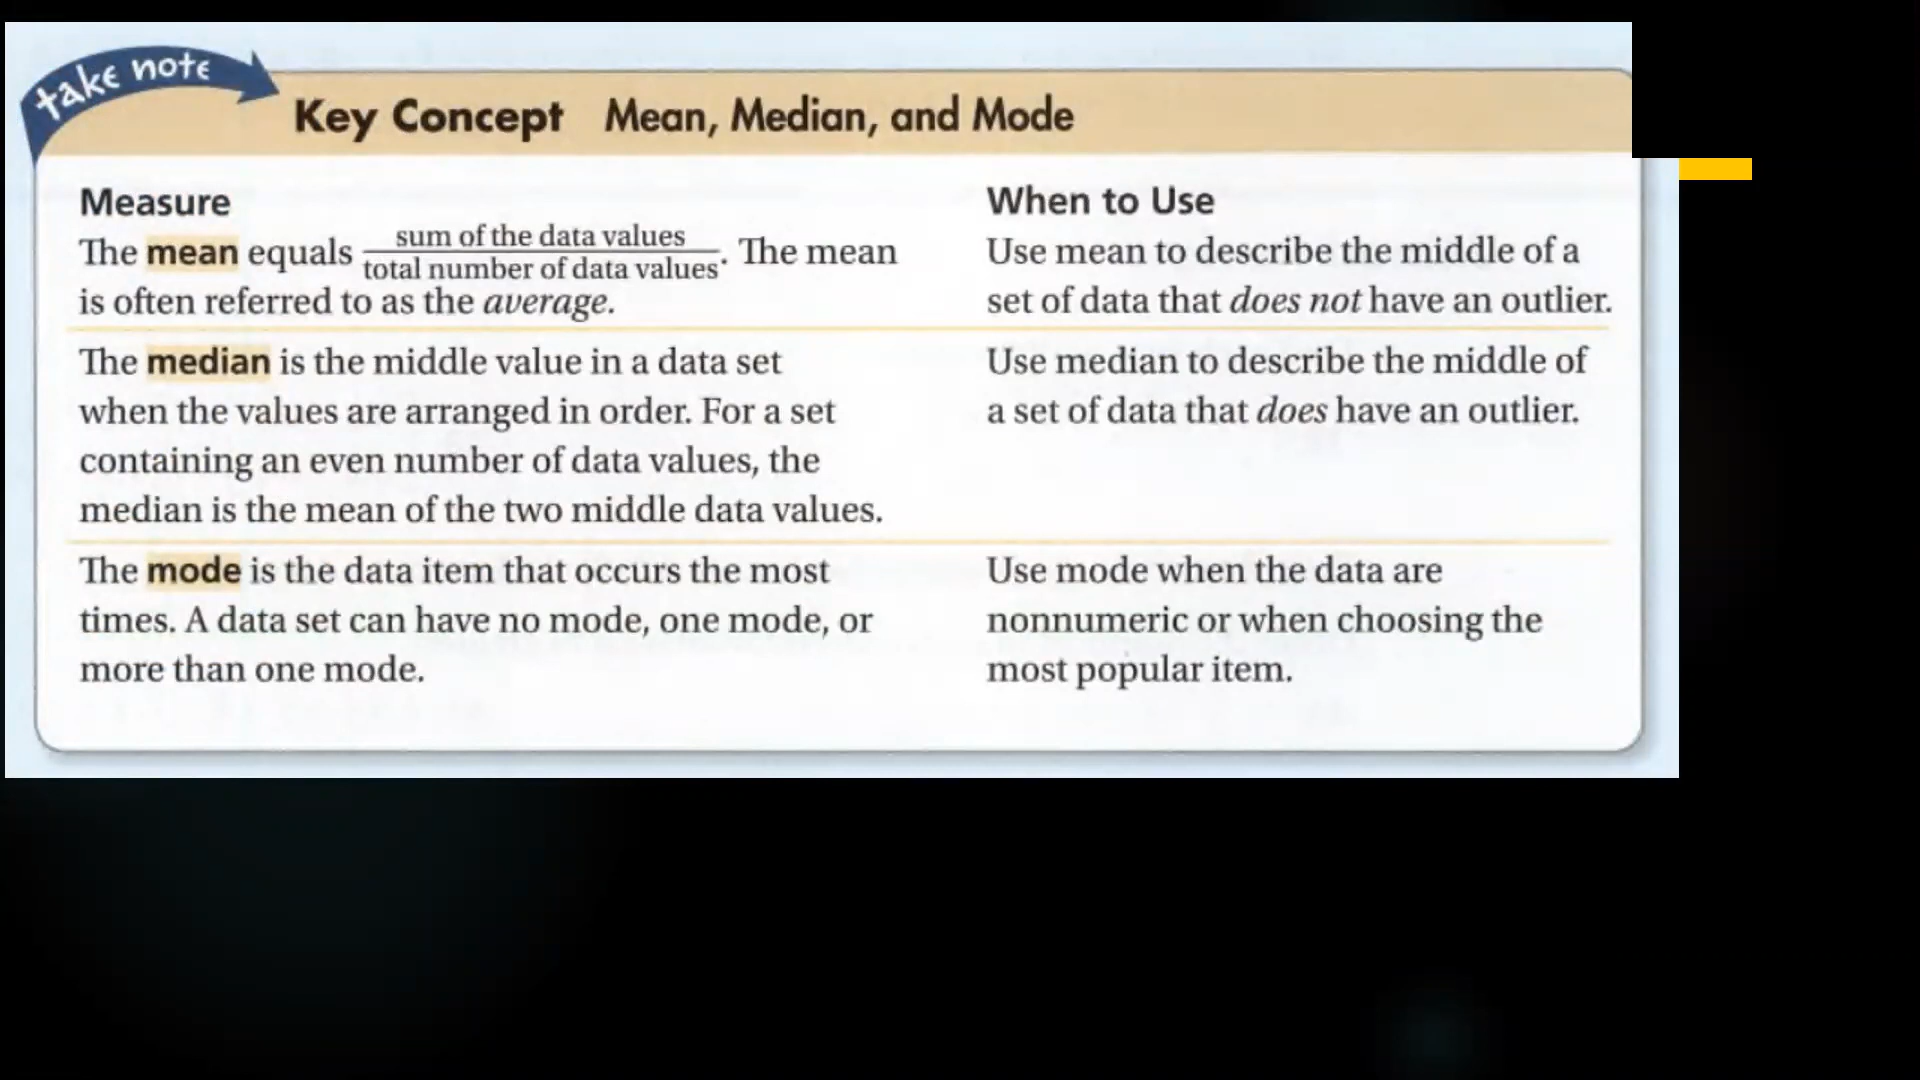 take note
Key Concept Mean, Median, and Mode
Measure
The mean equals sum of the data values / total number of data values. The mean
is often referred to as the average.
When to Use
Use mean to describe the middle of a
set of data that does not have an outlier.
The median is the middle value in a data set
when the values are arranged in order. For a set
containing an even number of data values, the
median is the mean of the two middle data values.
Use median to describe the middle of
a set of data that does have an outlier.
The mode is the data item that occurs the most
times. A data set can have no mode, one mode, or
more than one mode.
Use mode when the data are
nonnumeric or when choosing the
most popular item.